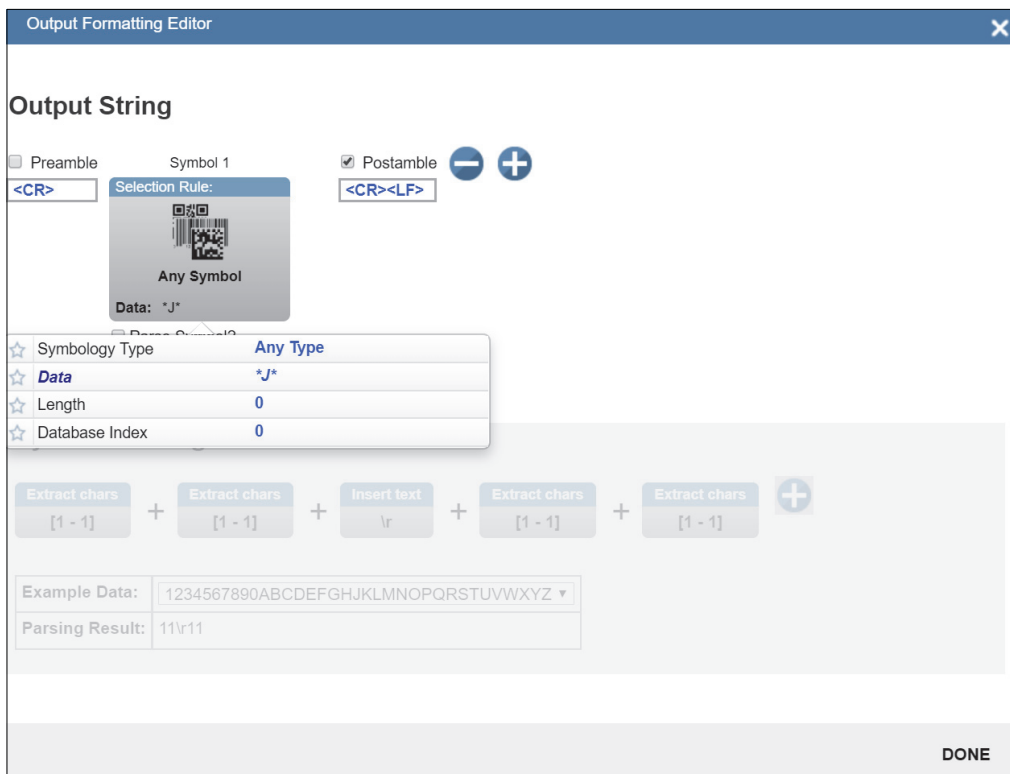 Output Formatting Editor
Output String
Preamble Symbol 1 Postamble
<CR> Selection Rule: <CR><LF>
Any Symbol
Data: *J*
Symbology Type Any Type
Data *J*
Length 0
Database Index 0
Extract chars + Extract chars + Insert text + Extract chars + Extract chars
[1 - 1] [1 - 1] \r [1 - 1] [1 - 1]
Example Data: 1234567890ABCDEFGHJKLMNOPQRSTUVWXYZ
Parsing Result: 11\r11
DONE